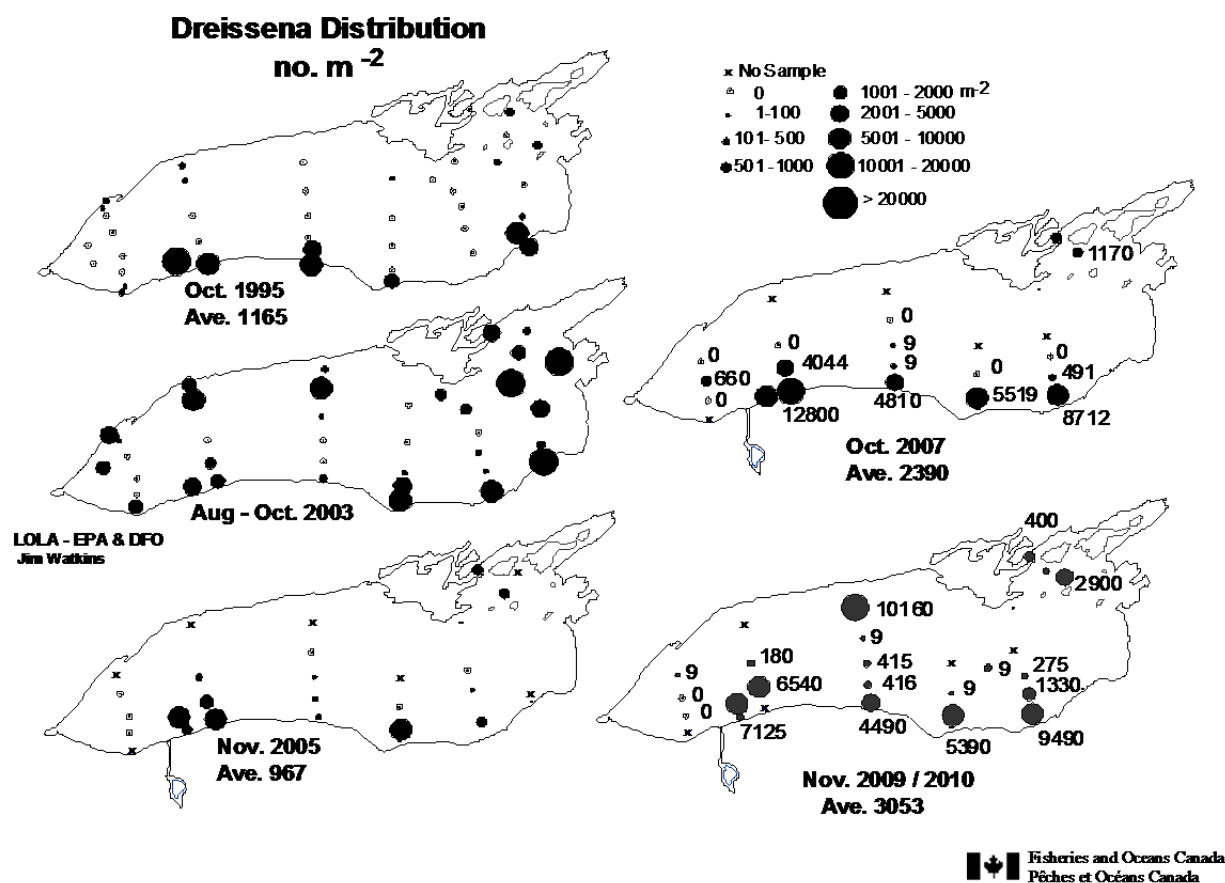 Dreissena Distribution
no. m -2
x No Sample
0
1-100
101- 500
501 -1000
1001 - 2000 m-2
2001 - 5000
5001 - 10000
10001 - 20000
> 20000
Oct. 1995
Ave. 1165
Aug - Oct. 2003
LOLA - EPA & DFO
Jim Watkins
Nov. 2005
Ave. 967
1170
0
0
9
0
4044
9
0
0
660
491
0
5519
12800
4810
8712
Oct. 2007
Ave. 2390
400
2900
10160
9
180
415
9
275
9
6540
416
9
1330
0
0
7125
4490
5390
9490
Nov. 2009 / 2010
Ave. 3053
Fisheries and Oceans Canada
Pêches et Océans Canada